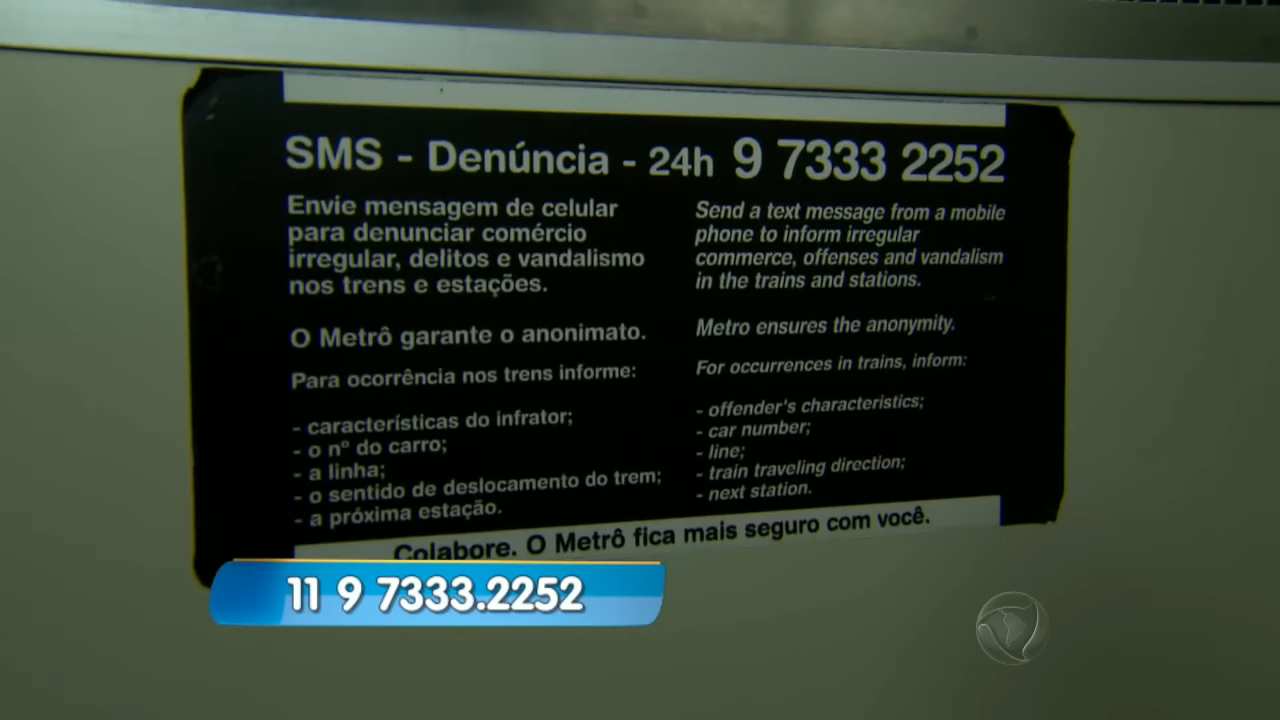 SMS - Denúncia - 24h 9 7333 2252
Envie mensagem de celular
para denunciar comércio
irregular, delitos e vandalismo
nos trens e estações.
O Metrô garante o anonimato.
Para ocorrência nos trens informe:
- características do infrator;
- o nº do carro;
- a linha;
- o sentido de deslocamento do trem;
- a próxima estação.
Send a text message from a mobile
phone to inform irregular
commerce, offenses and vandalism
in the trains and stations.
Metro ensures the anonymity.
For occurrences in trains, inform:
- offender's characteristics;
- car number;
- line;
- train traveling direction;
- next station.
Colabore. O Metrô fica mais seguro com você.
11 9 7333.2252